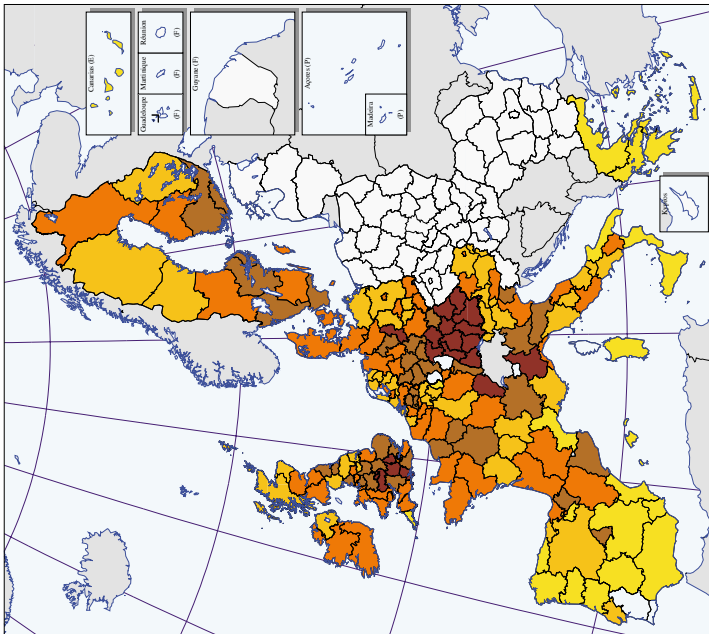 Canarias (E)
Guadeloupe
(F)
Martinique
(F)
Réunion
(F)
Guyane (F)
Açores (P)
Madeira
(P)
Kypros